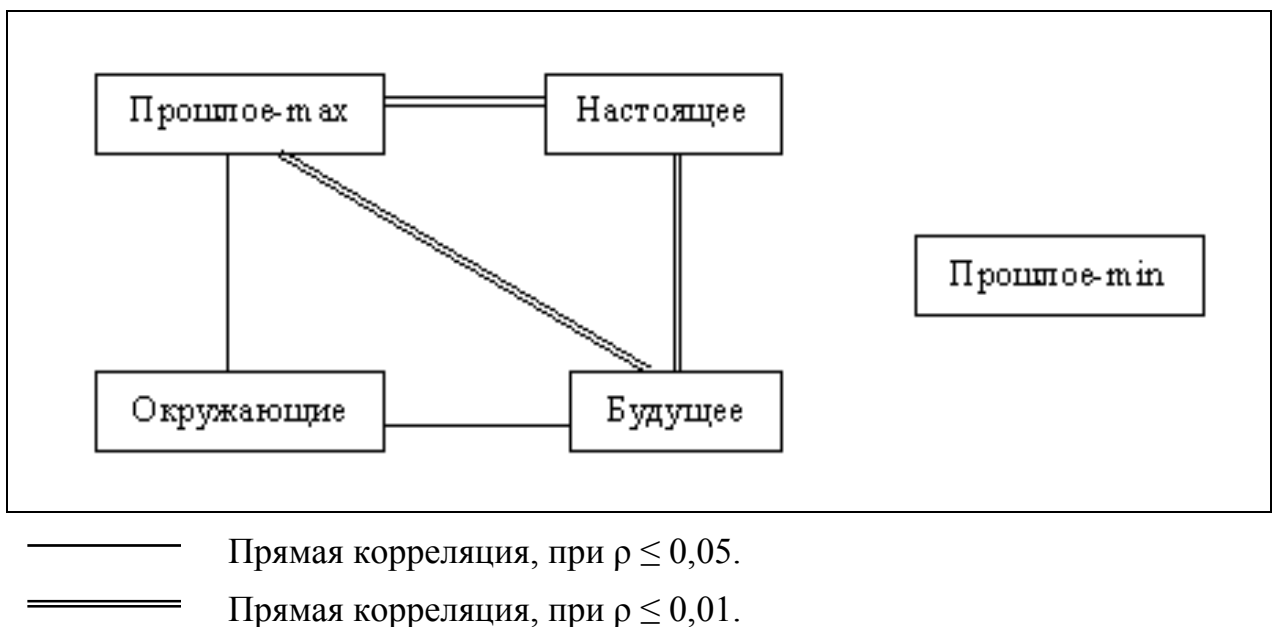 Прошлое-max
Настоящее
Прошлое-min
Окружающие
Будущее
Прямая корреляция, при ρ ≤ 0,05.
Прямая корреляция, при ρ ≤ 0,01.